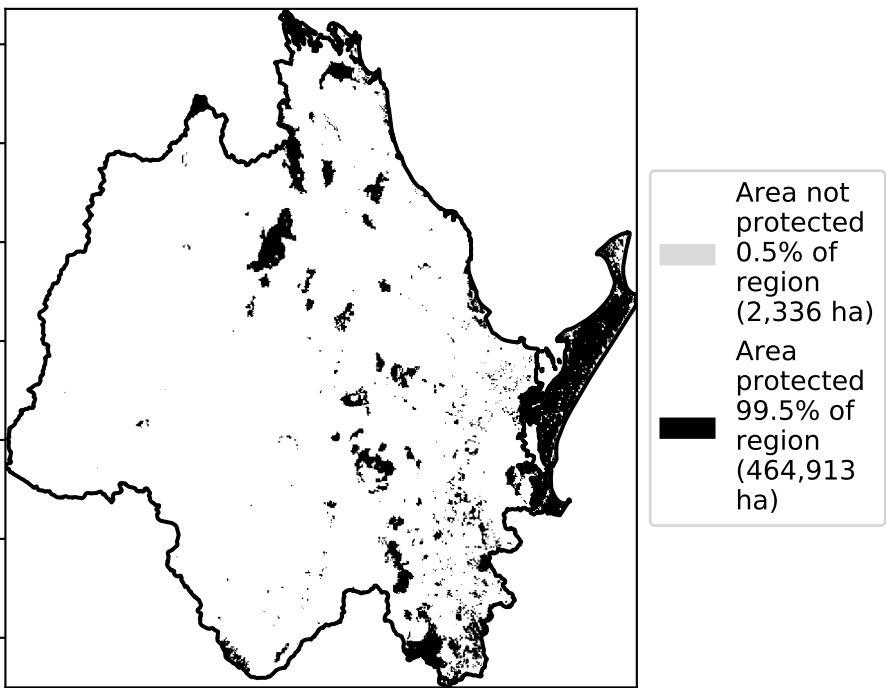 Area not
protected
0.5% of
region
(2,336 ha)
Area
protected
99.5% of
region
(464,913
ha)